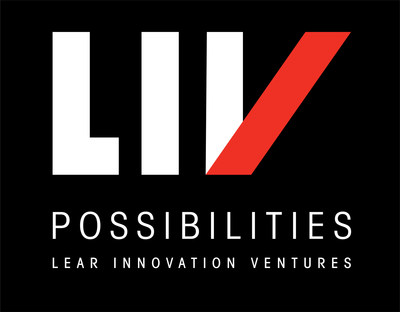 LIV
POSSIBILITIES
LEAR INNOVATION VENTURES